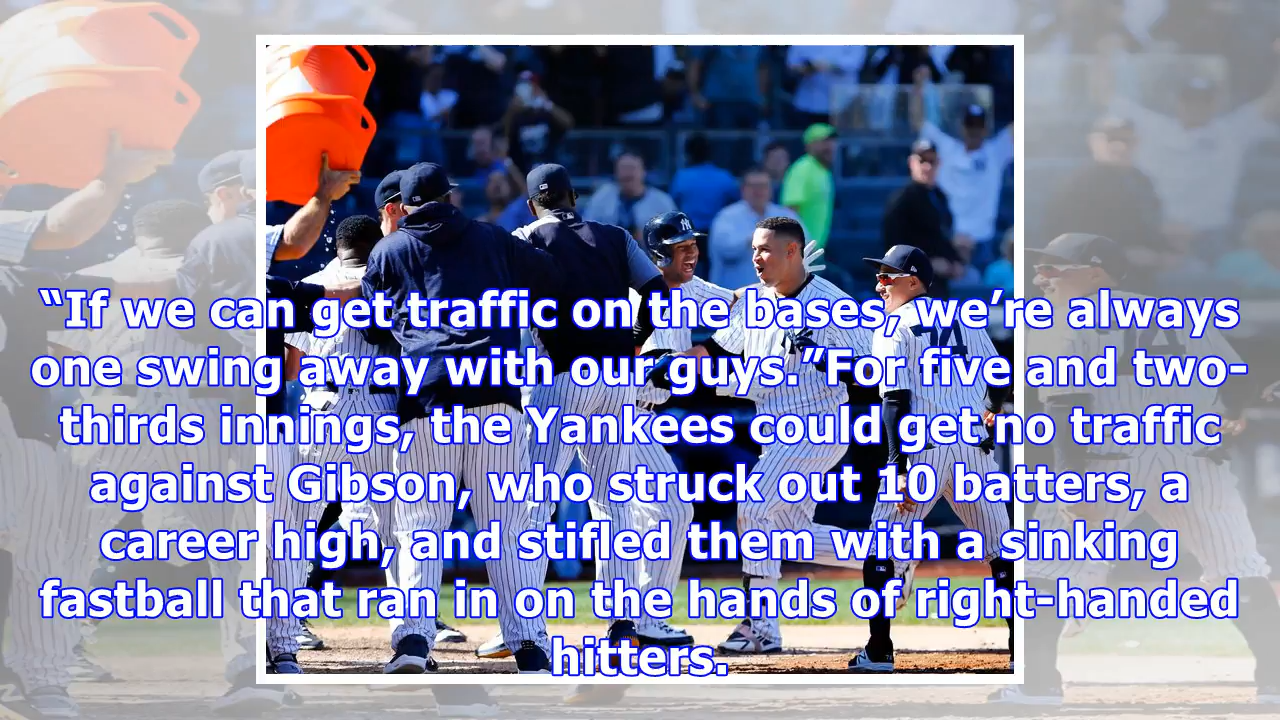 “If we can get traffic on the bases, we’re always
one swing away with our guys.”For five and two-
thirds innings, the Yankees could get no traffic
against Gibson, who struck out 10 batters, a
career high, and stifled them with a sinking
fastball that ran in on the hands of right-handed
hitters.